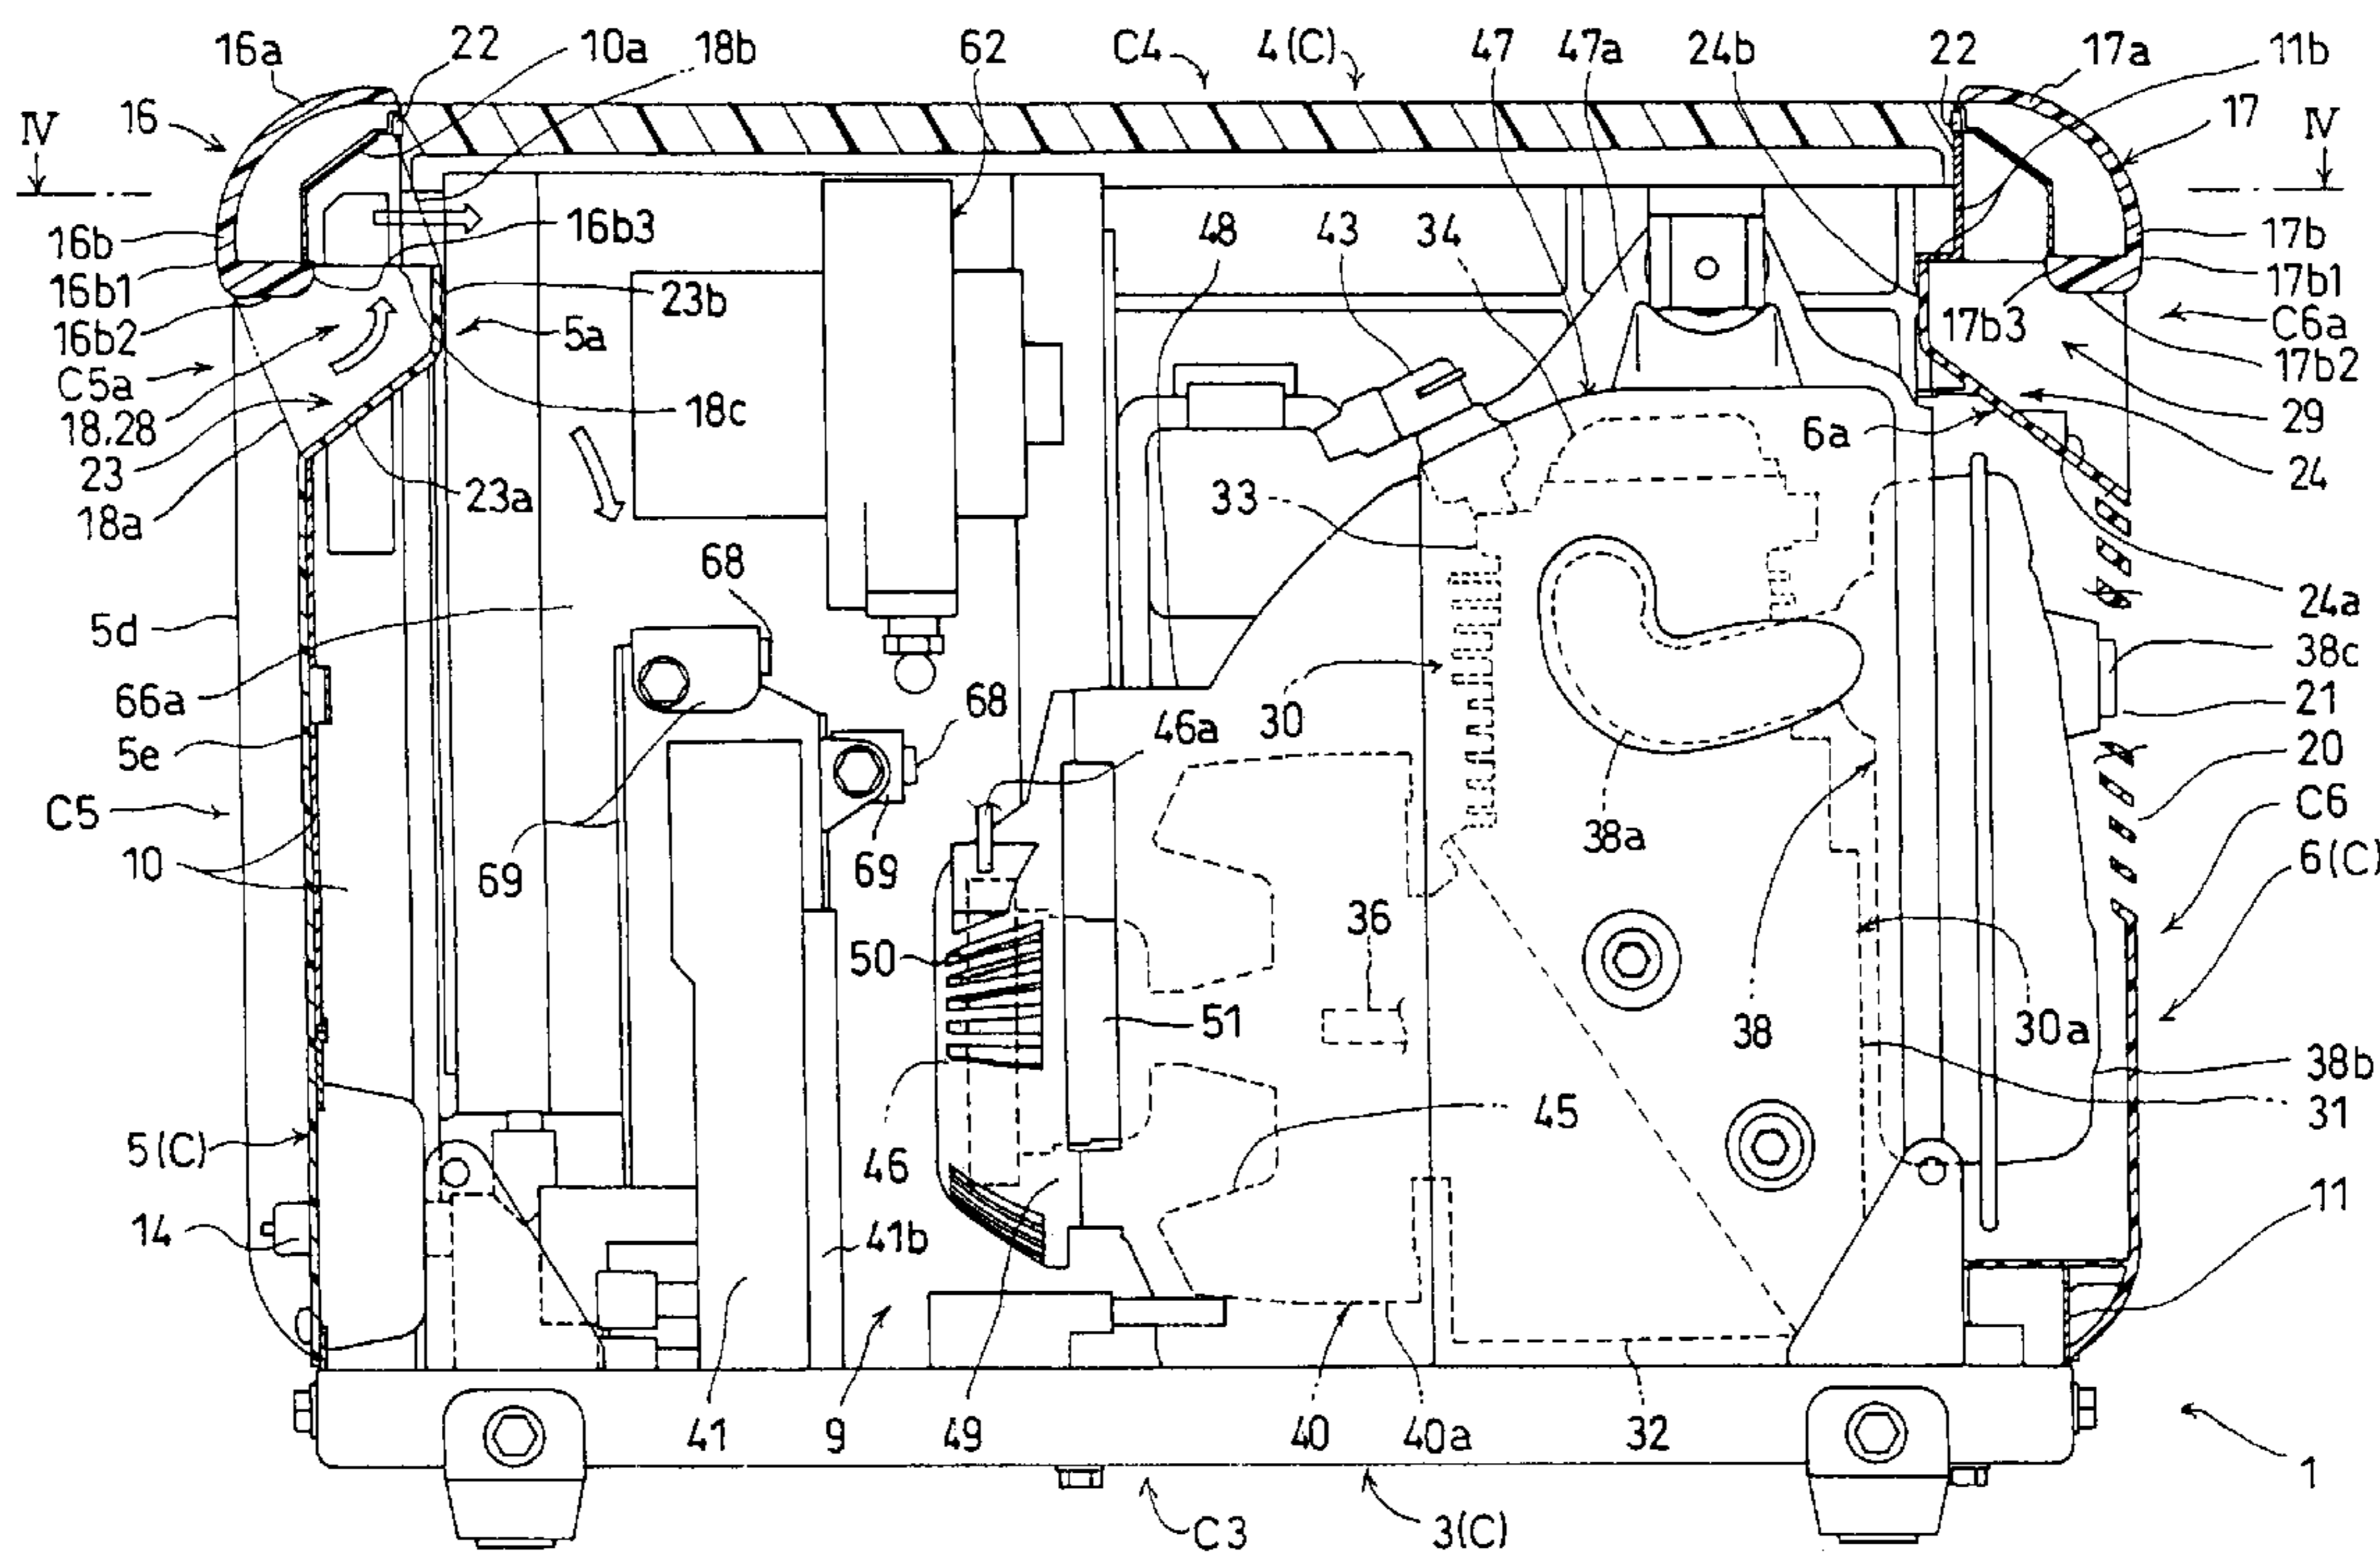 16a 22 10a 18b 62 C4 4(C) 47 47a 24b 22 17a 11b
IV 16 17 IV
16b 16b3 48 43 34 17b
16b1 23b 17b1
16b2 5a 17b3 C6a
C5a 18c 17b2
18.28 6a 29
23 23a 33 24
18a
5d 68 24a
38c
66a 68 46a 30 21
5e 20
C5 38a C6
10 69 69 6(C)
50 36
51 38 30a
38b
5(C) 46 45 31
14 41b 11
41 9 49 40 40a 32
1
C3 3(C)